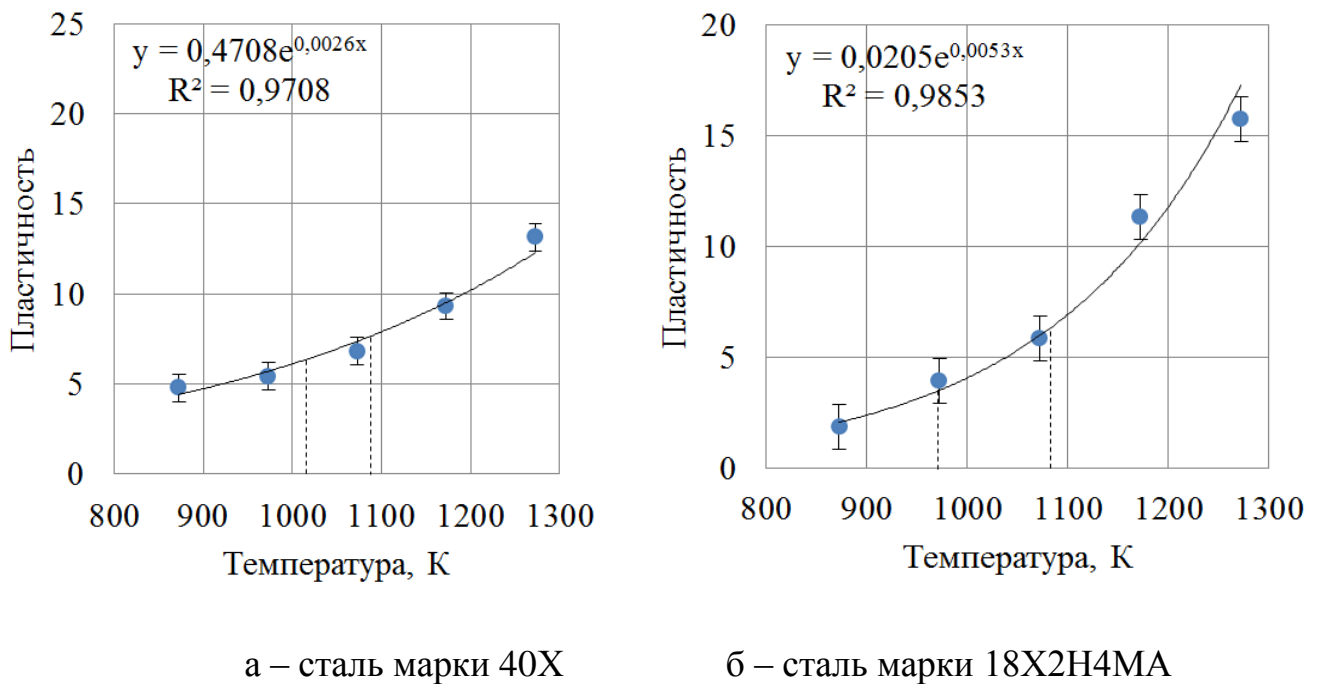 y = 0,4708e^0,0026x
R² = 0,9708
25
20
15
10
5
0
Пластичность
800 900 1000 1100 1200 1300
Температура, К
а – сталь марки 40Х
y = 0,0205e^0,0053x
R² = 0,9853
20
15
10
5
0
Пластичность
800 900 1000 1100 1200 1300
Температура, К
б – сталь марки 18Х2Н4МА